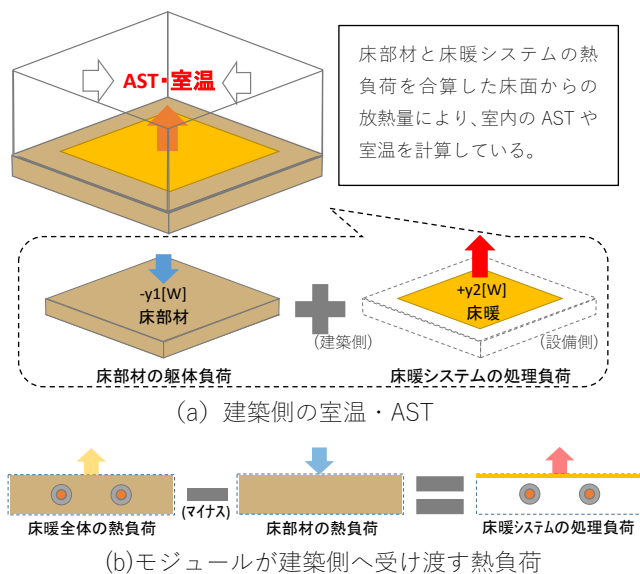 AST・室温
床部材と床暖システムの熱
負荷を合算した床面からの
放熱量により、室内の AST や
室温を計算している。
-y1[W]
床部材
+y2[W]
床暖
(建築側)
(設備側)
床部材の躯体負荷
床暖システムの処理負荷
(a) 建築側の室温・AST
(マイナス)
床暖全体の熱負荷
床部材の熱負荷
床暖システムの処理負荷
(b)モジュールが建築側へ受け渡す熱負荷